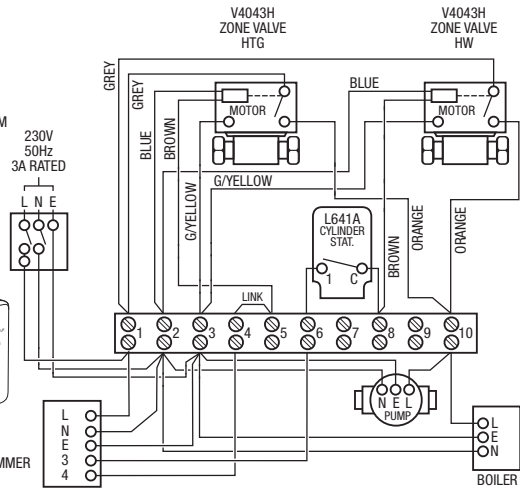 V4043H
ZONE VALVE
HTG
V4043H
ZONE VALVE
HW
GREY
GREY
BLUE
BROWN
MOTOR
BLUE
MOTOR
M
230V
50Hz
3A RATED
L N E
G/YELLOW
G/YELLOW
L641A
CYLINDER
STAT.
1 C
ORANGE
BROWN
ORANGE
LINK
1 2 3 4 5 6 7 8 9 10
N E L
PUMP
L
N
E
3
4
MMER
L
E
N
BOILER